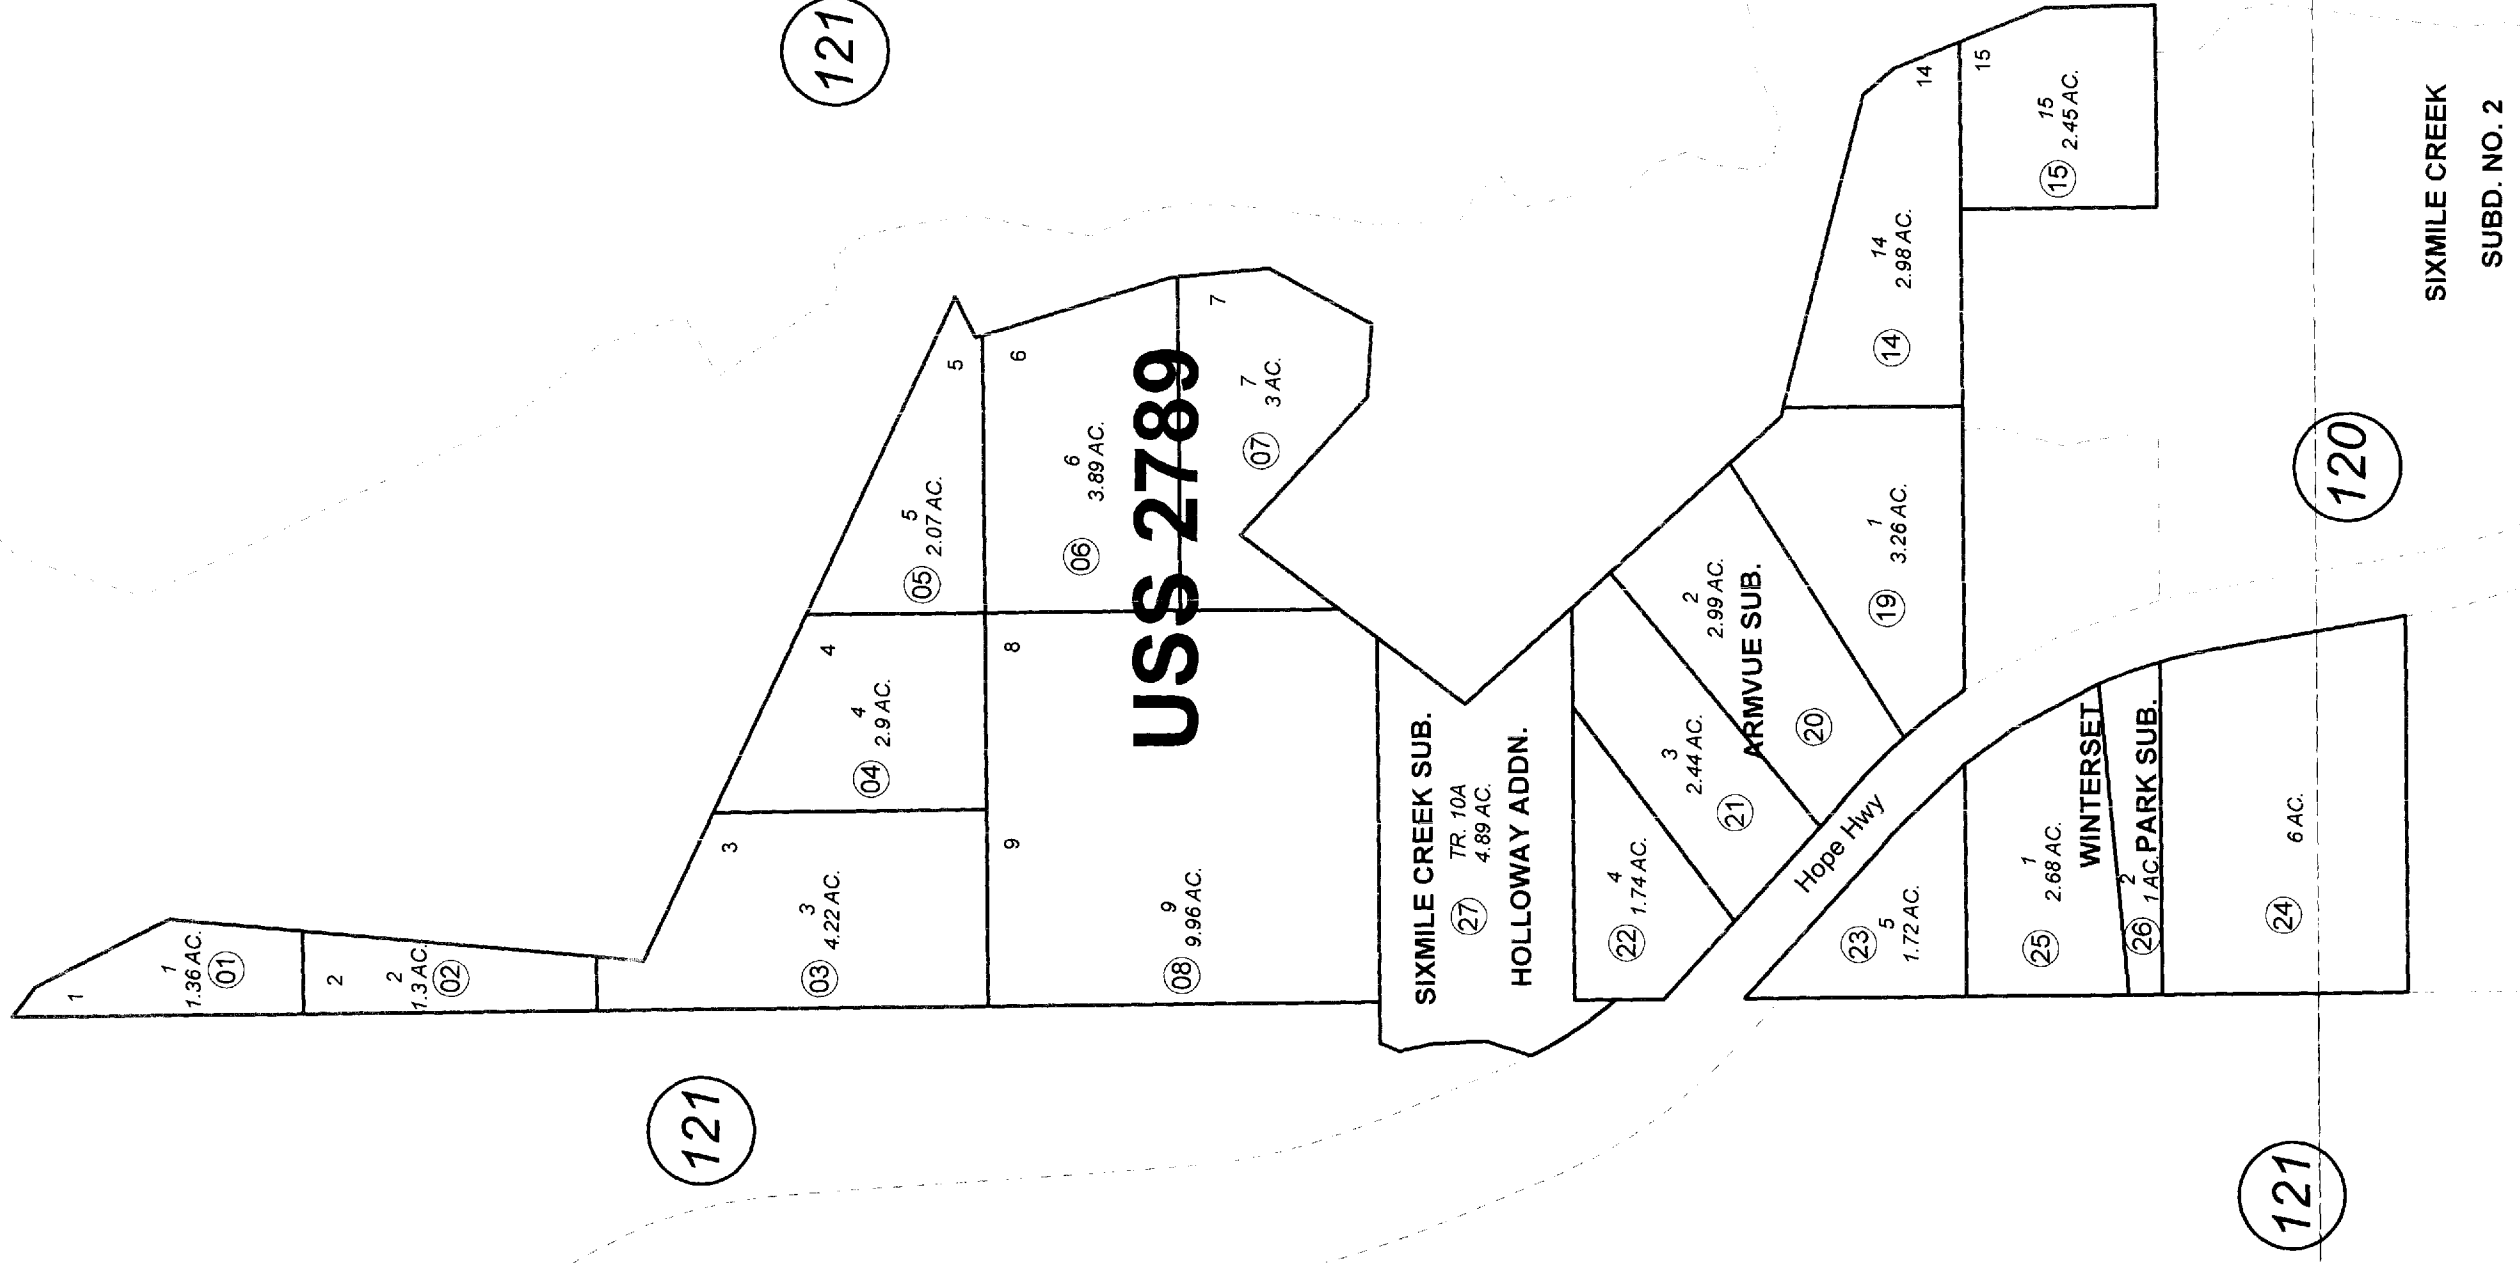 121
1
1
1.36 AC.
01
2
2
1.3 AC.
02
3
3
4.22 AC.
03
4
4
2.9 AC.
04
5
5
2.07 AC.
05
6
6
3.89 AC.
06
USS 2789
7
7
3 AC.
07
8
9
9
9.96 AC.
08
121
SIXMILE CREEK SUB.
TR. 10A
4.89 AC.
27
HOLLOWAY ADDN.
4
1.74 AC.
22
3
2.44 AC.
21
2
2.99 AC.
ARMVUE SUB.
20
1
3.26 AC.
19
14
14
2.98 AC.
14
15
15
2.45 AC.
15
Hope Hwy
23
5
1.72 AC.
1
2.68 AC.
25
WINTERSET
PARK SUB.
2
1 AC.
26
6 AC.
24
120
121
SIXMILE CREEK
SUBD. NO. 2